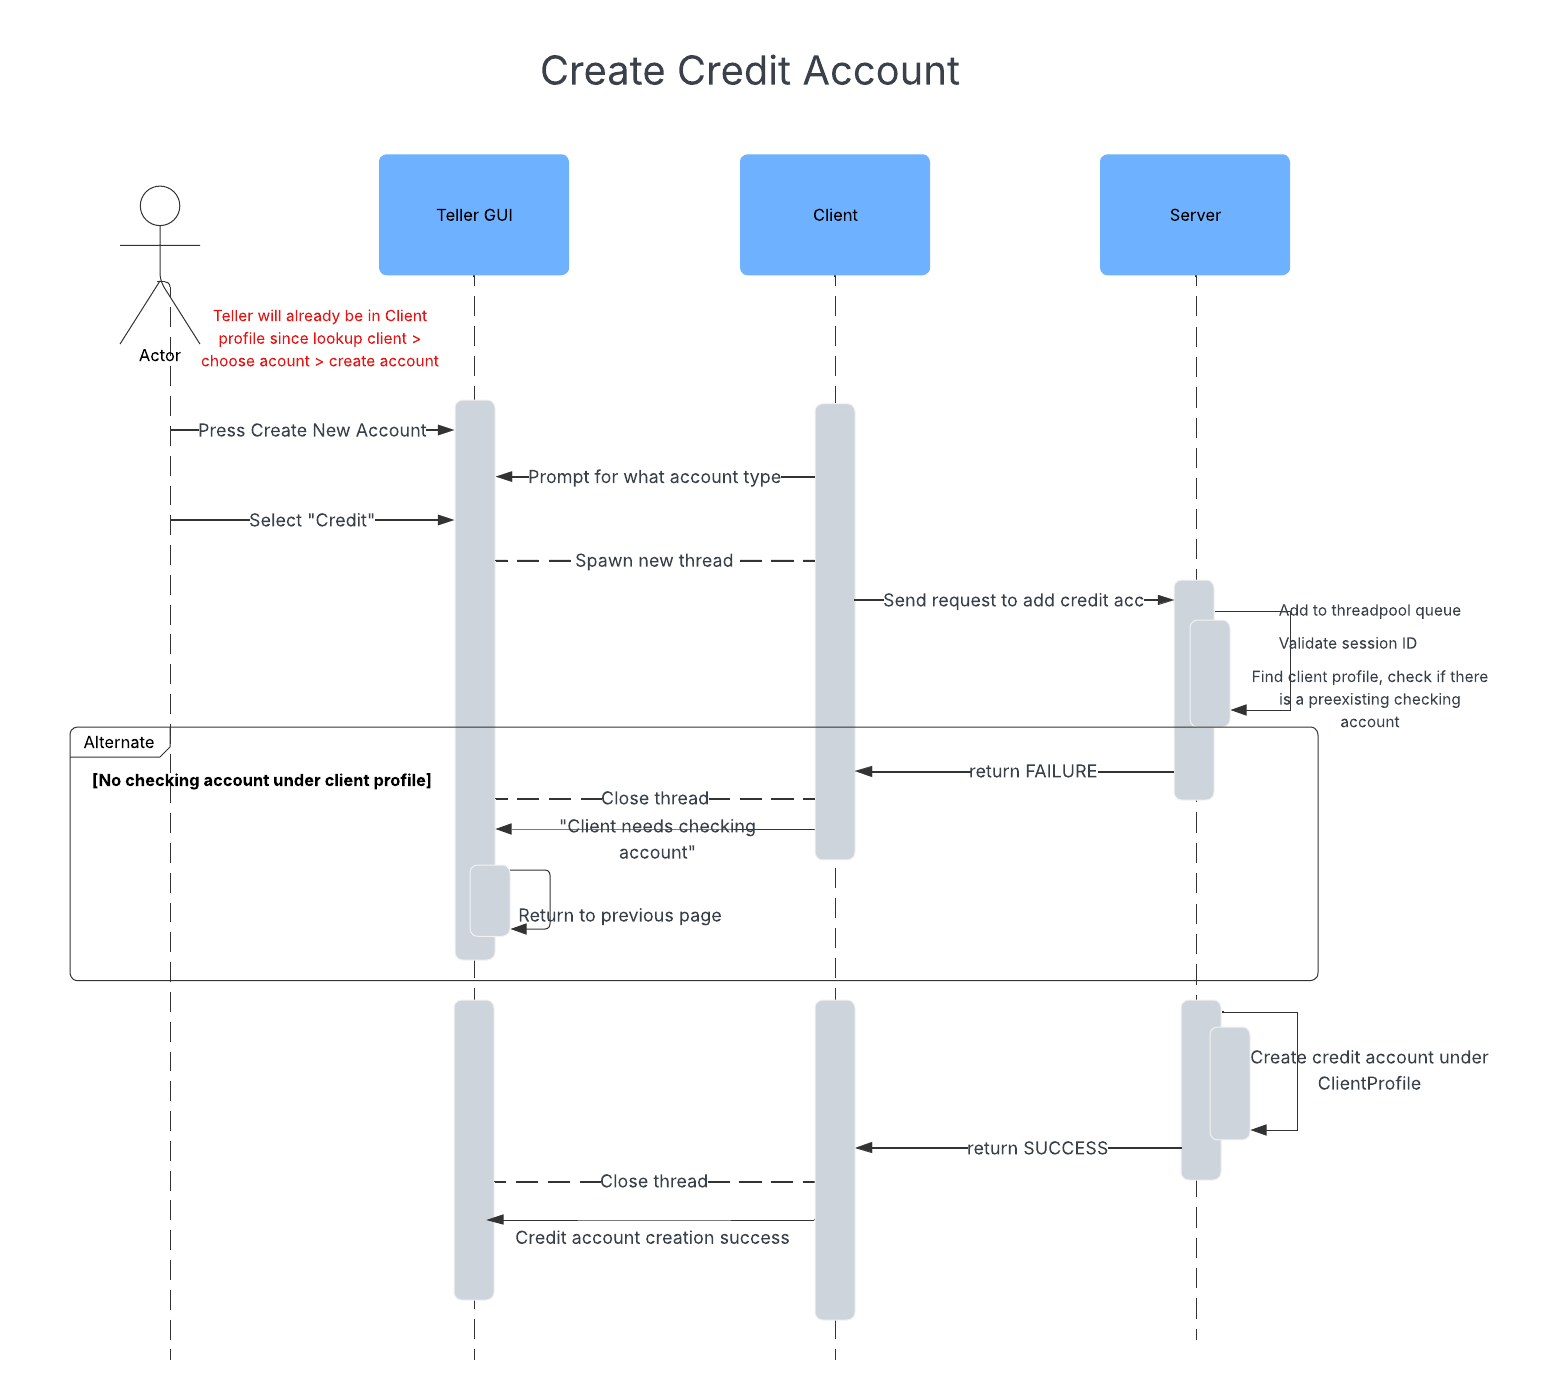 Create Credit Account
Teller GUI
Client
Server
Teller will already be in Client
profile since lookup client >
choose acount > create account
Actor
Press Create New Account
Prompt for what account type
Select "Credit"
Spawn new thread
Send request to add credit acc
Add to threadpool queue
Validate session ID
Find client profile, check if there
is a preexisting checking
account
Alternate
[No checking account under client profile]
return FAILURE
Close thread
"Client needs checking
account"
Return to previous page
Create credit account under
ClientProfile
return SUCCESS
Close thread
Credit account creation success